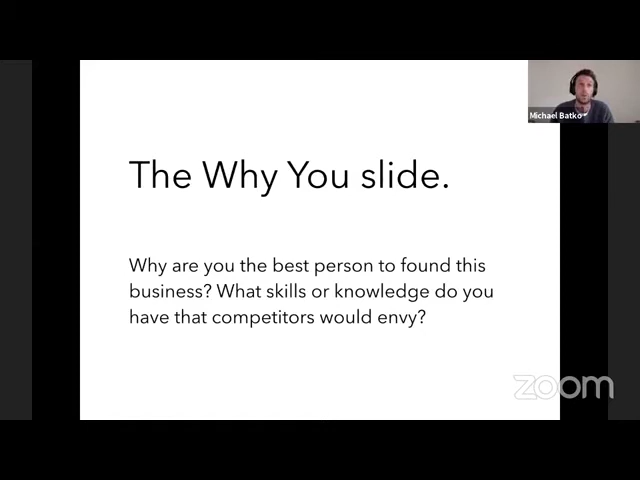 Michael Batko
The Why You slide.
Why are you the best person to found this
business? What skills or knowledge do you
have that competitors would envy?
zoom